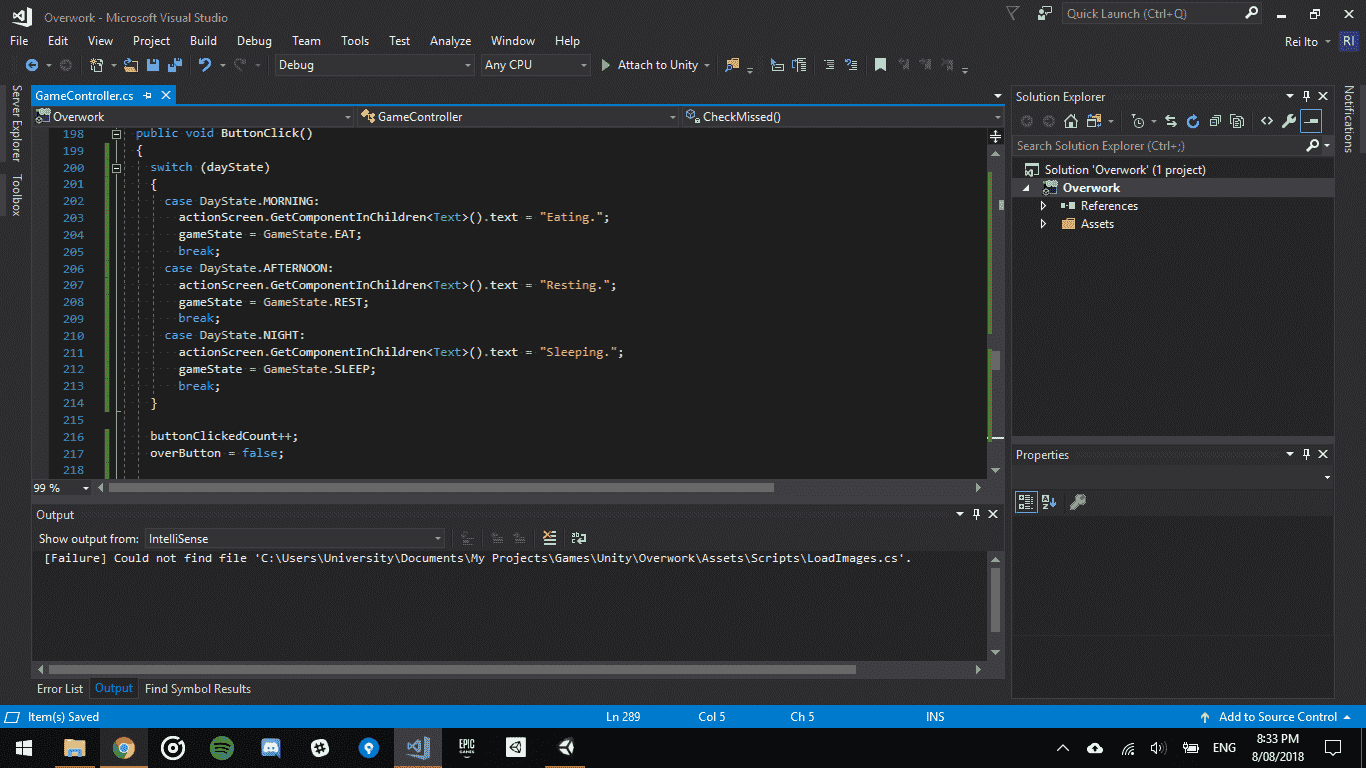 Overwork - Microsoft Visual Studio
Quick Launch (Ctrl+Q)
File Edit View Project Build Debug Team Tools Test Analyze Window Help
Rei Ito RI
Debug Any CPU Attach to Unity
Server Explorer
Toolbox
GameController.cs
Overwork GameController CheckMissed()
198 public void ButtonClick()
199 {
200 switch (dayState)
201 {
202 case DayState.MORNING:
203 actionScreen.GetComponentInChildren<Text>().text = "Eating.";
204 gameState = GameState.EAT;
205 break;
206 case DayState.AFTERNOON:
207 actionScreen.GetComponentInChildren<Text>().text = "Resting.";
208 gameState = GameState.REST;
209 break;
210 case DayState.NIGHT:
211 actionScreen.GetComponentInChildren<Text>().text = "Sleeping.";
212 gameState = GameState.SLEEP;
213 break;
214 }
215
216 buttonClickedCount++;
217 overButton = false;
218
99 %
Output
Show output from: IntelliSense
[Failure] Could not find file 'C:\Users\University\Documents\My Projects\Games\Unity\Overwork\Assets\Scripts\LoadImages.cs'.
Error List Output Find Symbol Results
Solution Explorer
Search Solution Explorer (Ctrl+;)
Solution 'Overwork' (1 project)
Overwork
References
Assets
Properties
Notifications
Item(s) Saved Ln 289 Col 5 Ch 5 INS Add to Source Control
EPIC
GAMES
ENG
8:33 PM
8/08/2018